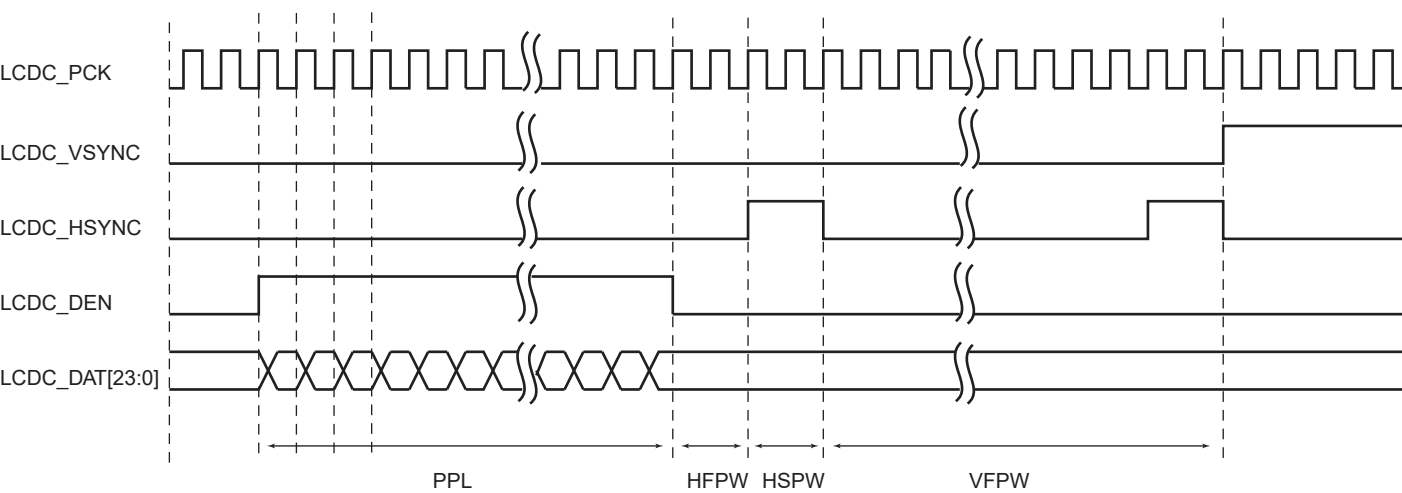 LCDC_PCK
LCDC_VSYNC
LCDC_HSYNC
LCDC_DEN
LCDC_DAT[23:0]
PPL HFPW HSPW VFPW